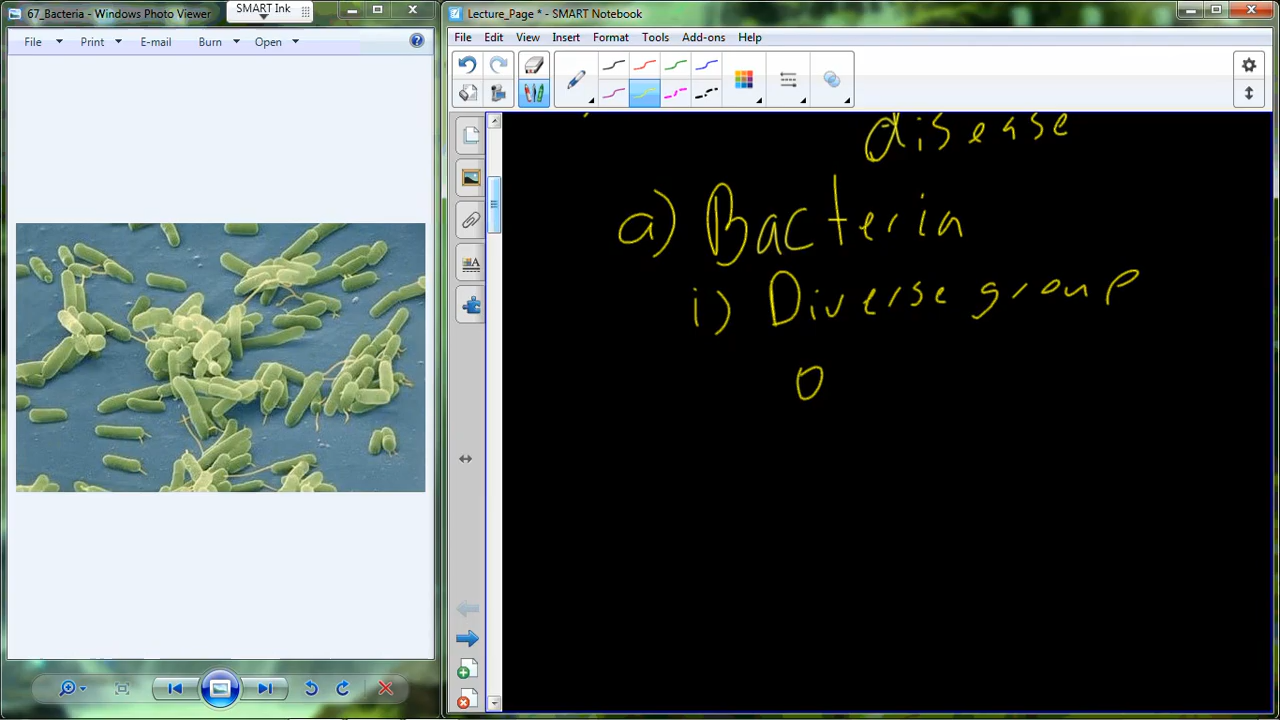 67_Bacteria - Windows Photo Viewer
SMART Ink
File Print E-mail Burn Open
Lecture_Page * - SMART Notebook
File Edit View Insert Format Tools Add-ons Help
disease
a) Bacteria
i) Diverse group
o